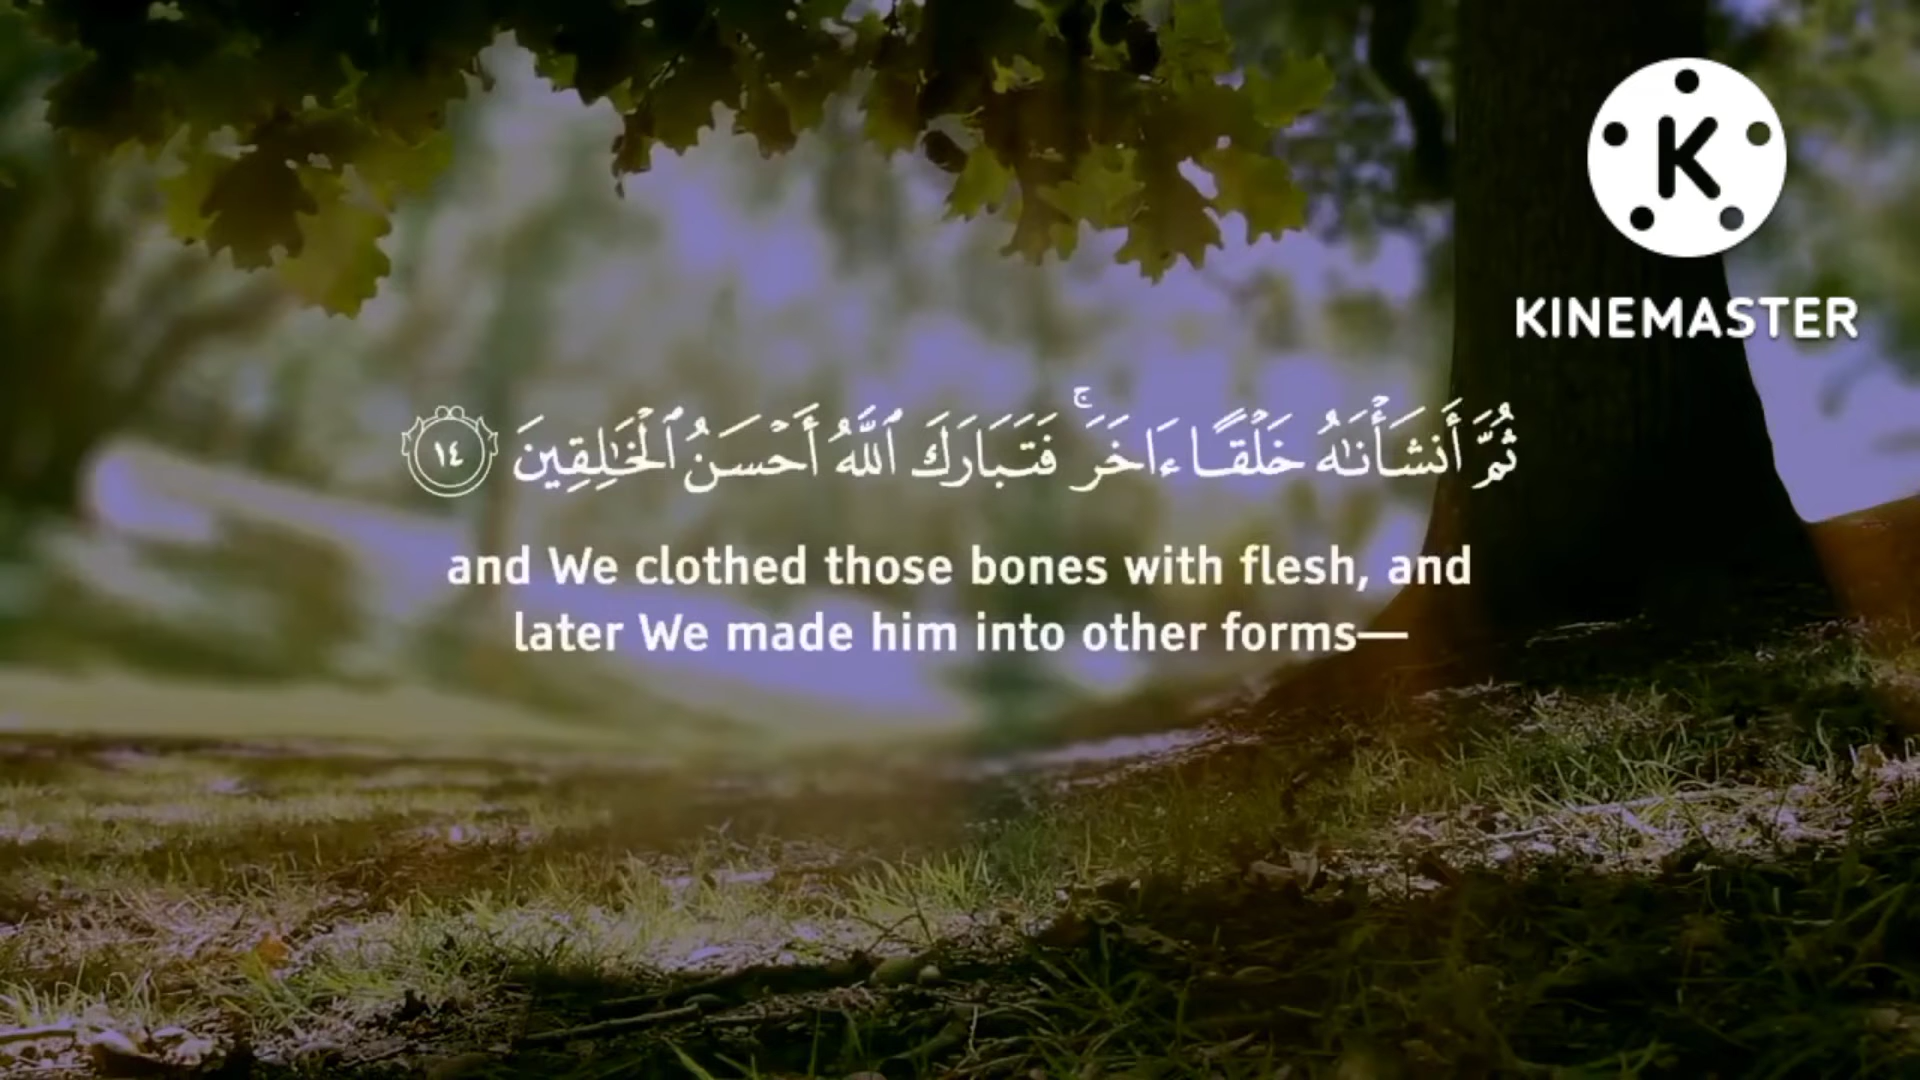 KINEMASTER
ثُمَّ أَنشَأْنَـٰهُ خَلْقًا ءَاخَرَ ۚ فَتَبَارَكَ ٱللَّهُ أَحْسَنُ ٱلْخَـٰلِقِينَ ١٤
and We clothed those bones with flesh, and
later We made him into other forms—